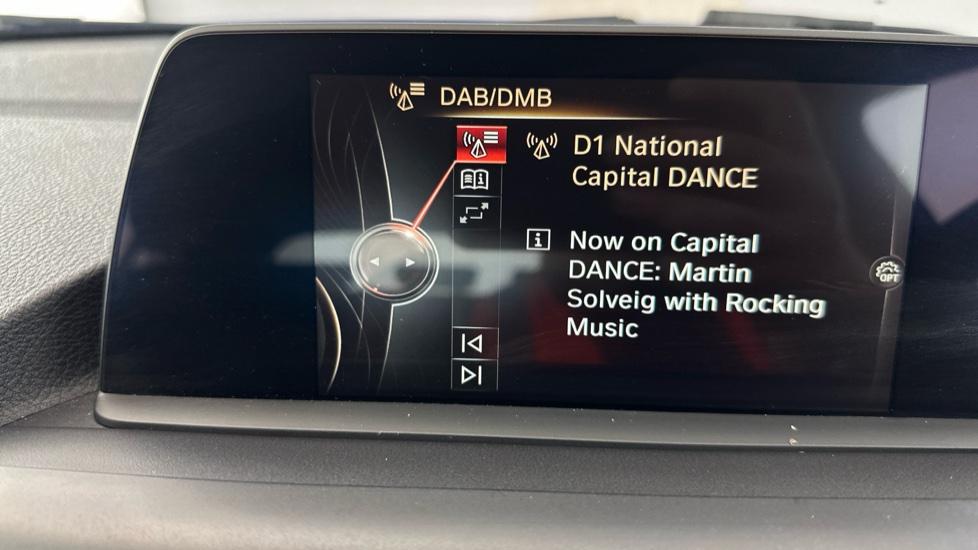 DAB/DMB
D1 National
Capital DANCE
Now on Capital
DANCE: Martin
Solveig with Rocking
Music
OPT